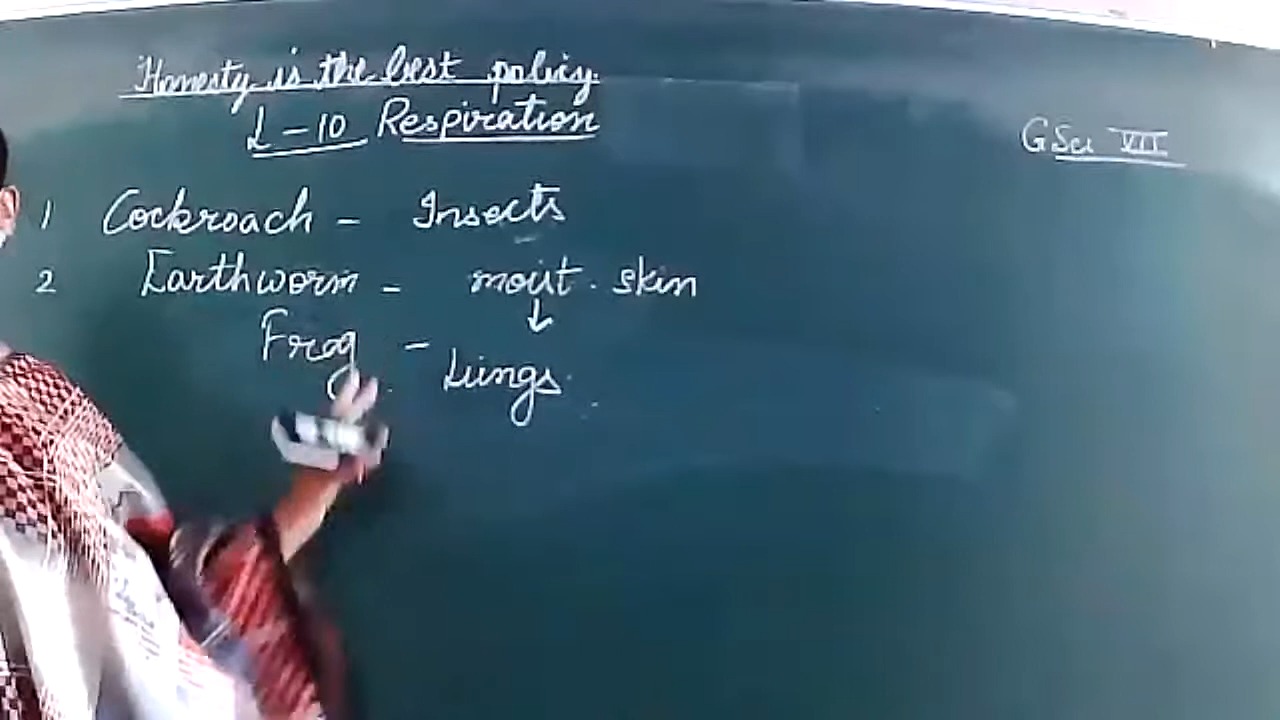 Honesty is the best policy.
L-10 Respiration
G Sci VII
1 Cockroach - Insects
2 Earthworm - moist. skin
↓
Frog - Lungs.